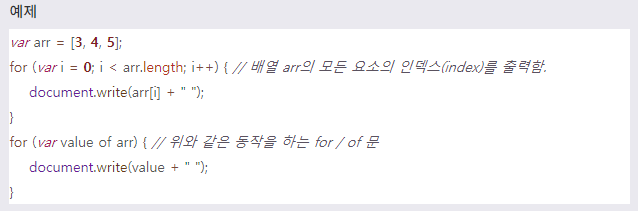 예제
var arr = [3, 4, 5];
for (var i = 0; i < arr.length; i++) { // 배열 arr의 모든 요소의 인덱스(index)를 출력함.
document.write(arr[i] + " ");
}
for (var value of arr) { // 위와 같은 동작을 하는 for / of 문
document.write(value + " ");
}